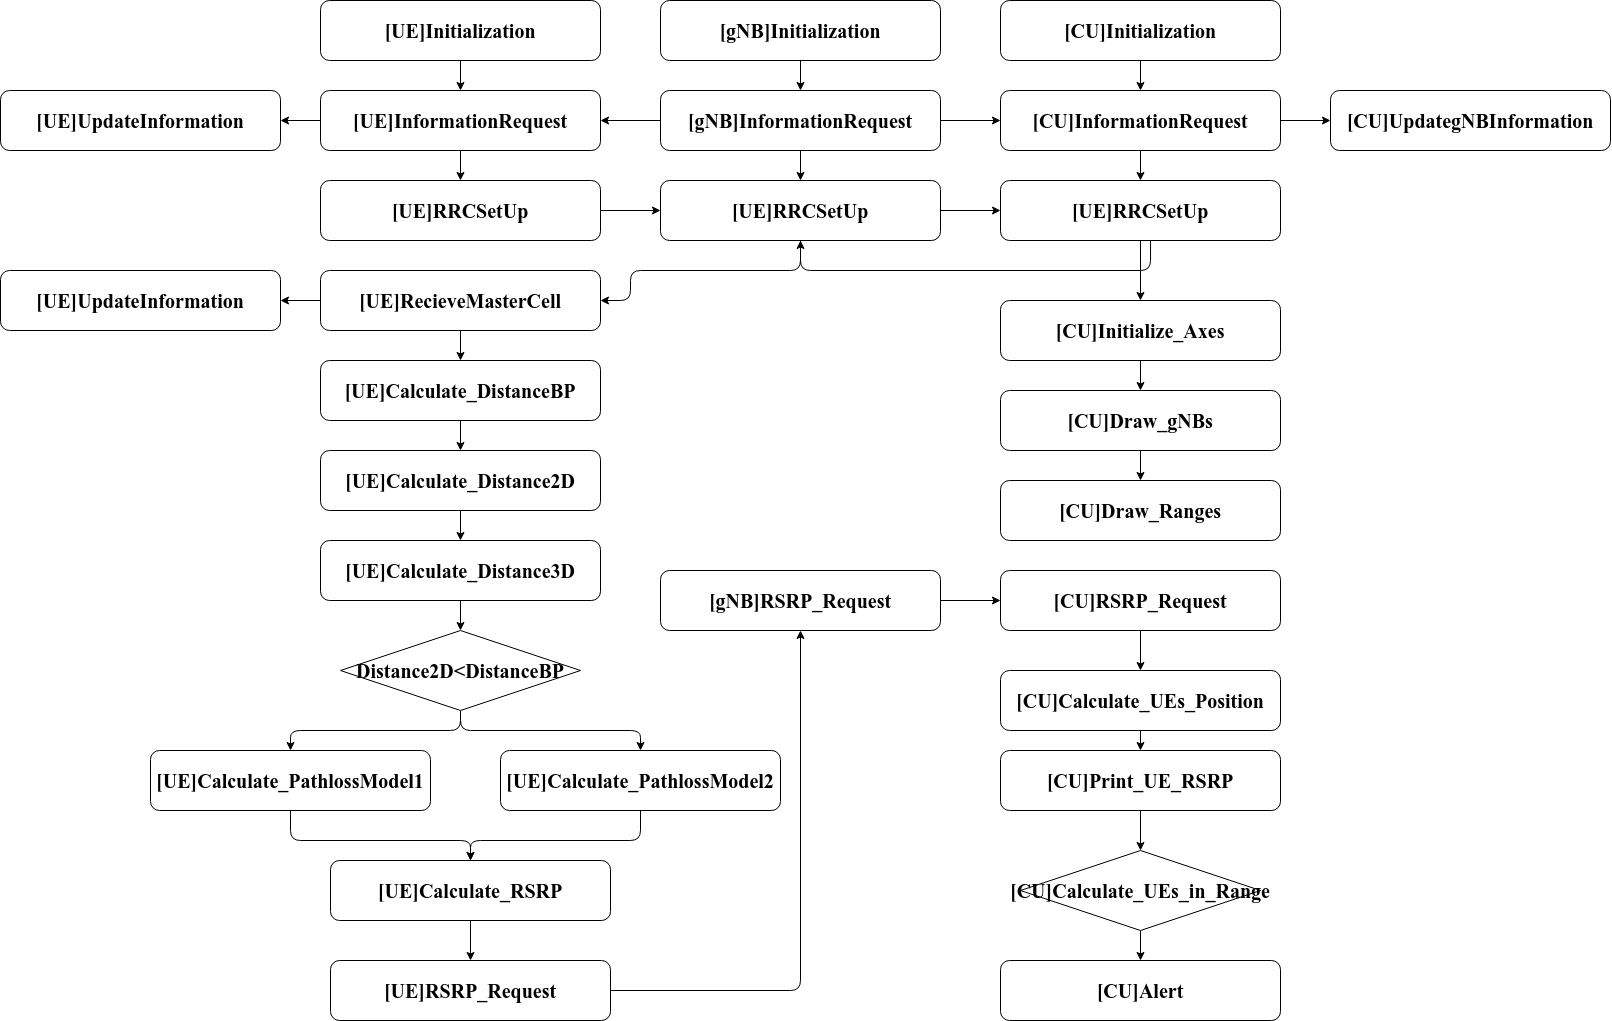 [UE]Initialization
[gNB]Initialization
[CU]Initialization
[UE]UpdateInformation
[UE]InformationRequest
[gNB]InformationRequest
[CU]InformationRequest
[CU]UpdategNBInformation
[UE]RRCSetUp
[UE]RRCSetUp
[UE]RRCSetUp
[UE]UpdateInformation
[UE]RecieveMasterCell
[CU]Initialize_Axes
[UE]Calculate_DistanceBP
[CU]Draw_gNBs
[UE]Calculate_Distance2D
[CU]Draw_Ranges
[UE]Calculate_Distance3D
[gNB]RSRP_Request
[CU]RSRP_Request
Distance2D<DistanceBP
[CU]Calculate_UEs_Position
[UE]Calculate_PathlossModel1
[UE]Calculate_PathlossModel2
[CU]Print_UE_RSRP
[UE]Calculate_RSRP
[CU]Calculate_UEs_in_Range
[UE]RSRP_Request
[CU]Alert